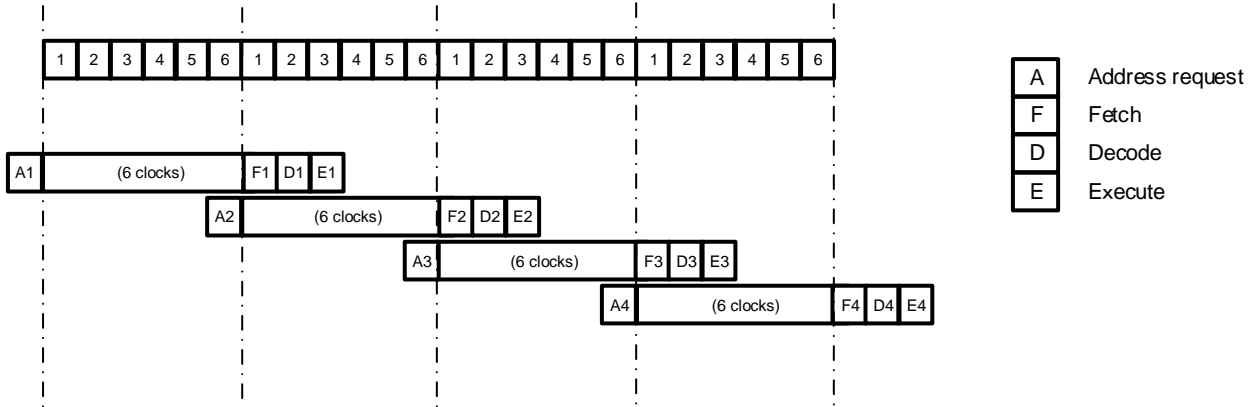 1 2 3 4 5 6 1 2 3 4 5 6 1 2 3 4 5 6 1 2 3 4 5 6
A1 (6 clocks) F1 D1 E1
A2 (6 clocks) F2 D2 E2
A3 (6 clocks) F3 D3 E3
A4 (6 clocks) F4 D4 E4
A Address request
F Fetch
D Decode
E Execute